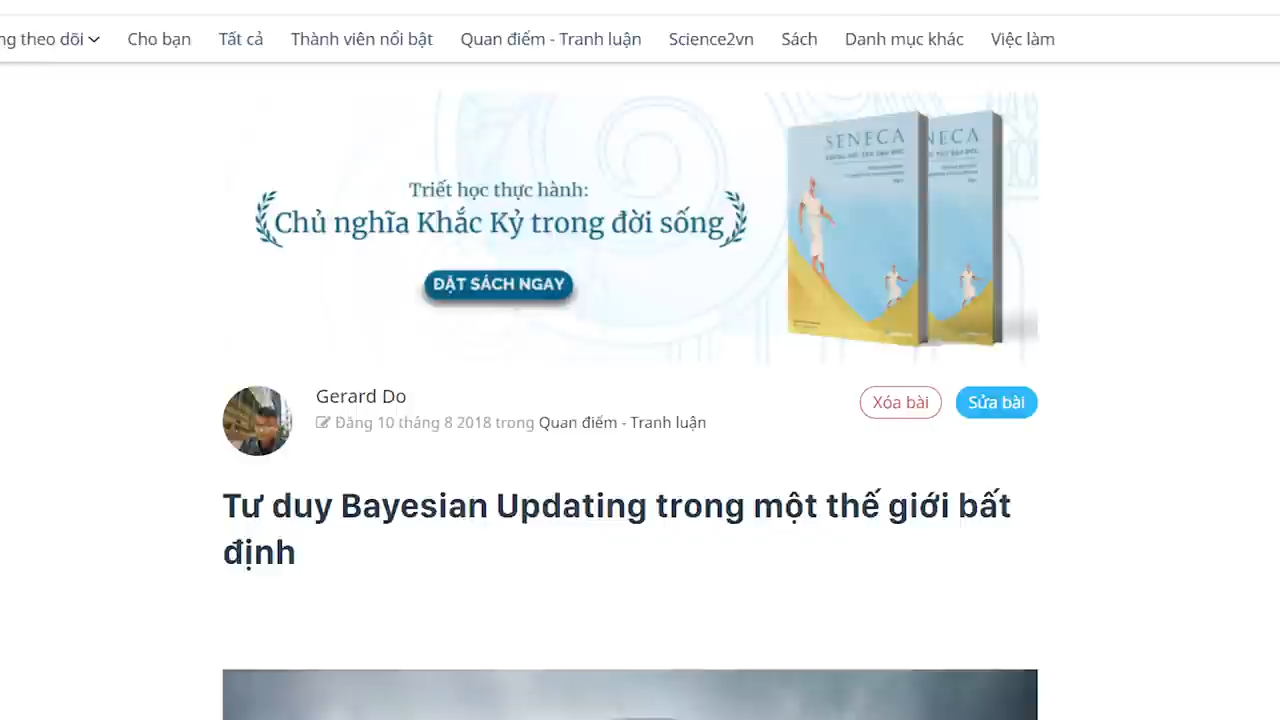 ng theo dõi
Cho bạn
Tất cả
Thành viên nổi bật
Quan điểm - Tranh luận
Science2vn
Sách
Danh mục khác
Việc làm
Triết học thực hành:
Chủ nghĩa Khắc Kỷ trong đời sống
ĐẶT SÁCH NGAY
SENECA
NECA
Gerard Do
Đăng 10 tháng 8 2018 trong Quan điểm - Tranh luận
Xóa bài
Sửa bài
Tư duy Bayesian Updating trong một thế giới bất
định